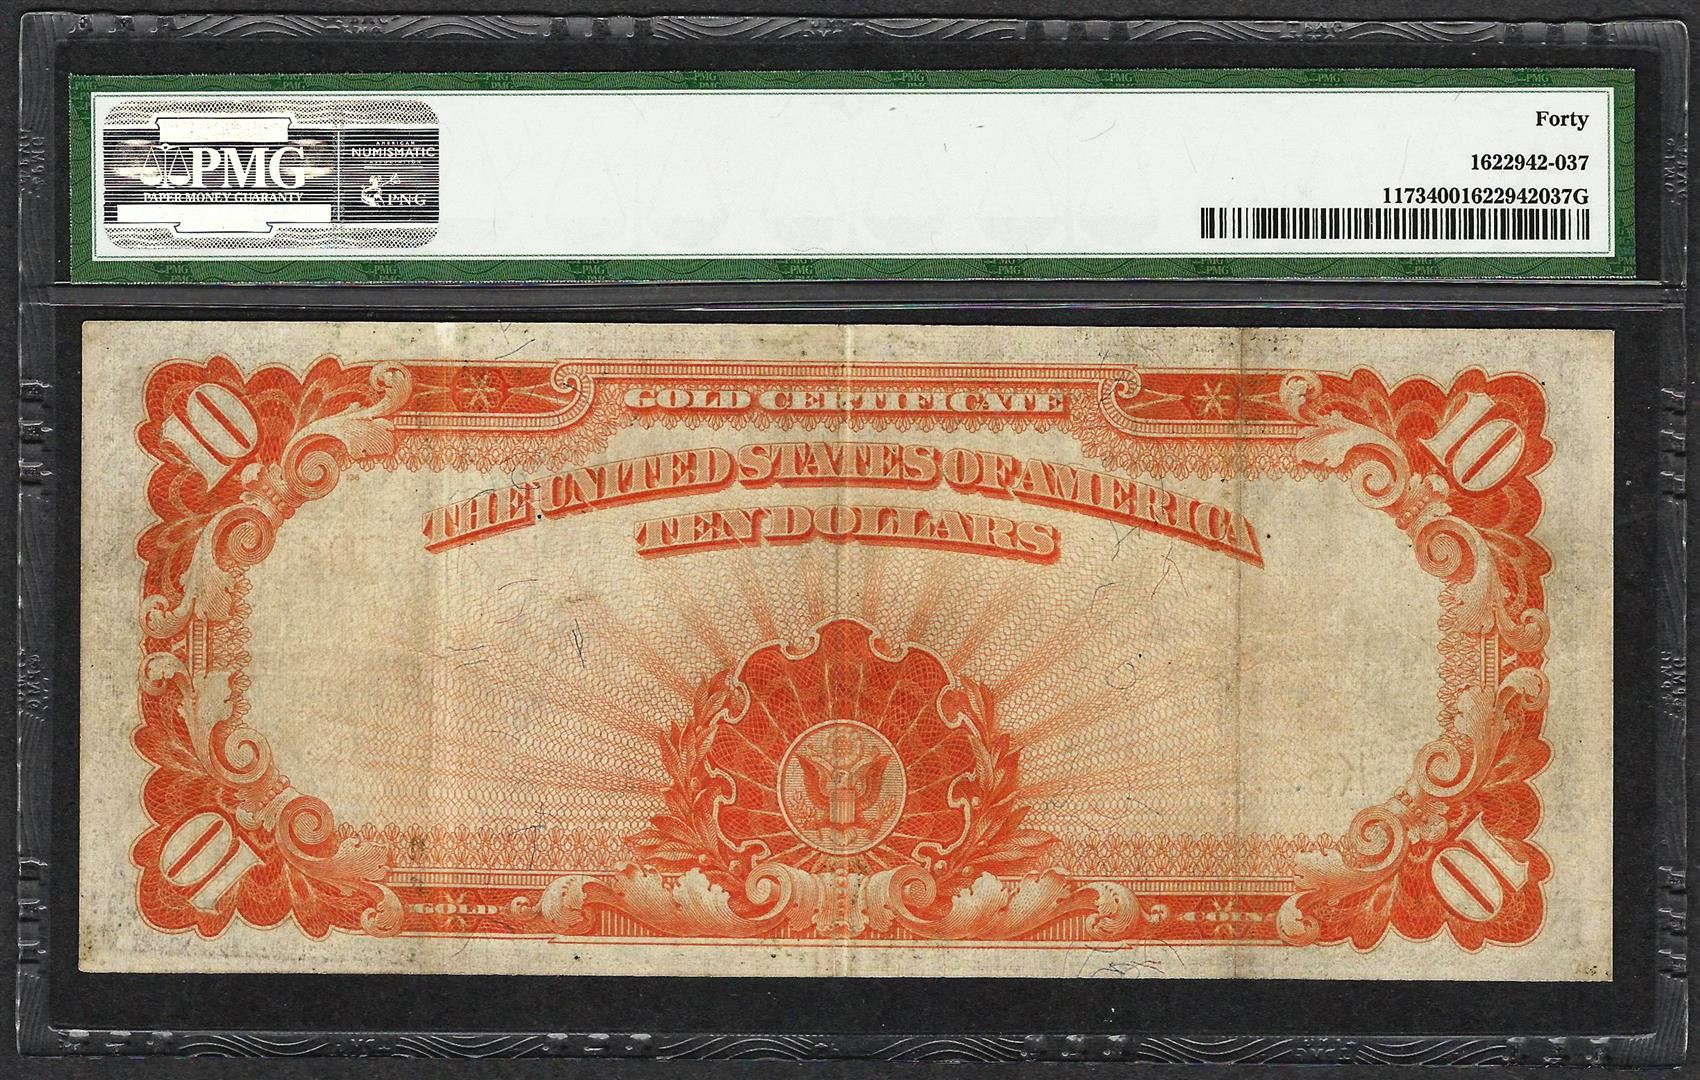 Forty
1622942-037
11734001622942037G
PMG
PAPER MONEY GUARANTY
AMERICAN
NUMISMATIC
ASSOCIATION
PNG
10
GOLD CERTIFICATE
10
THE UNITED STATES OF AMERICA
TEN DOLLARS
10
GOLD
COIN
10